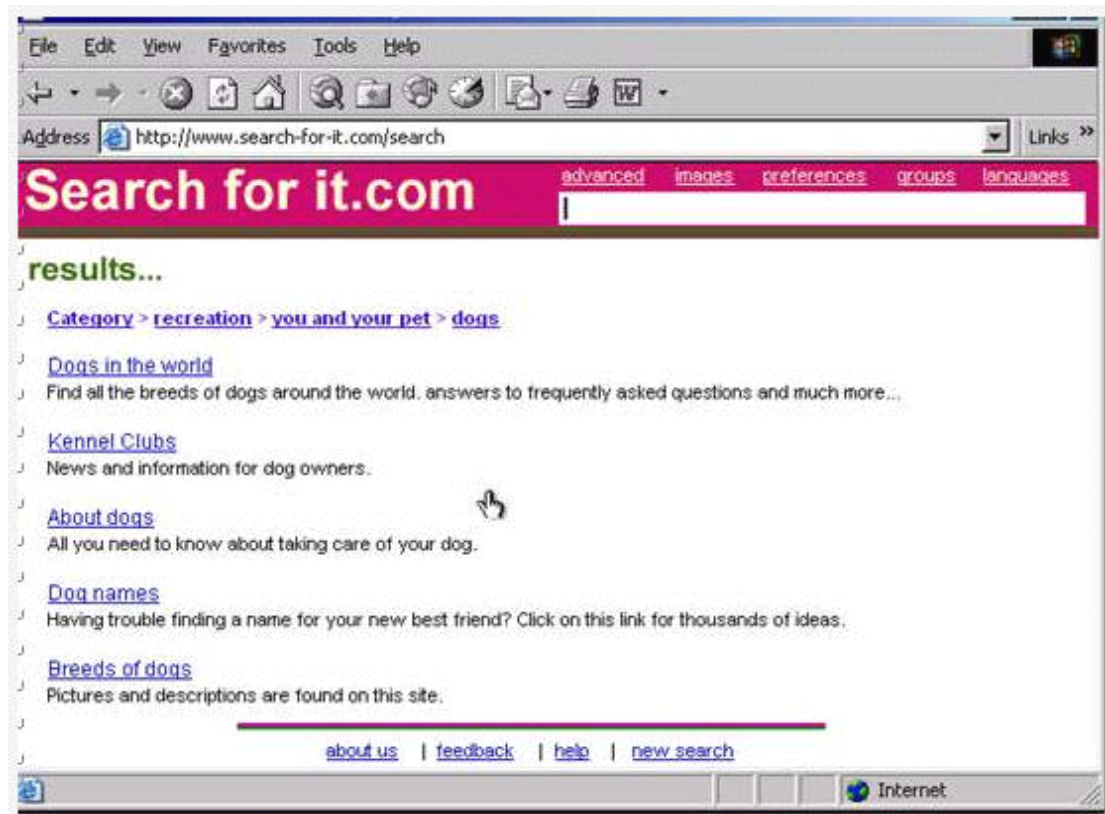 File Edit View Favorites Tools Help
Address http://www.search-for-it.com/search Links »
Search for it.com
advanced images preferences groups languages
results...
Category > recreation > you and your pet > dogs
Dogs in the world
Find all the breeds of dogs around the world. answers to frequently asked questions and much more...
Kennel Clubs
News and information for dog owners.
About dogs
All you need to know about taking care of your dog.
Dog names
Having trouble finding a name for your new best friend? Click on this link for thousands of ideas.
Breeds of dogs
Pictures and descriptions are found on this site.
about us | feedback | help | new search
Internet